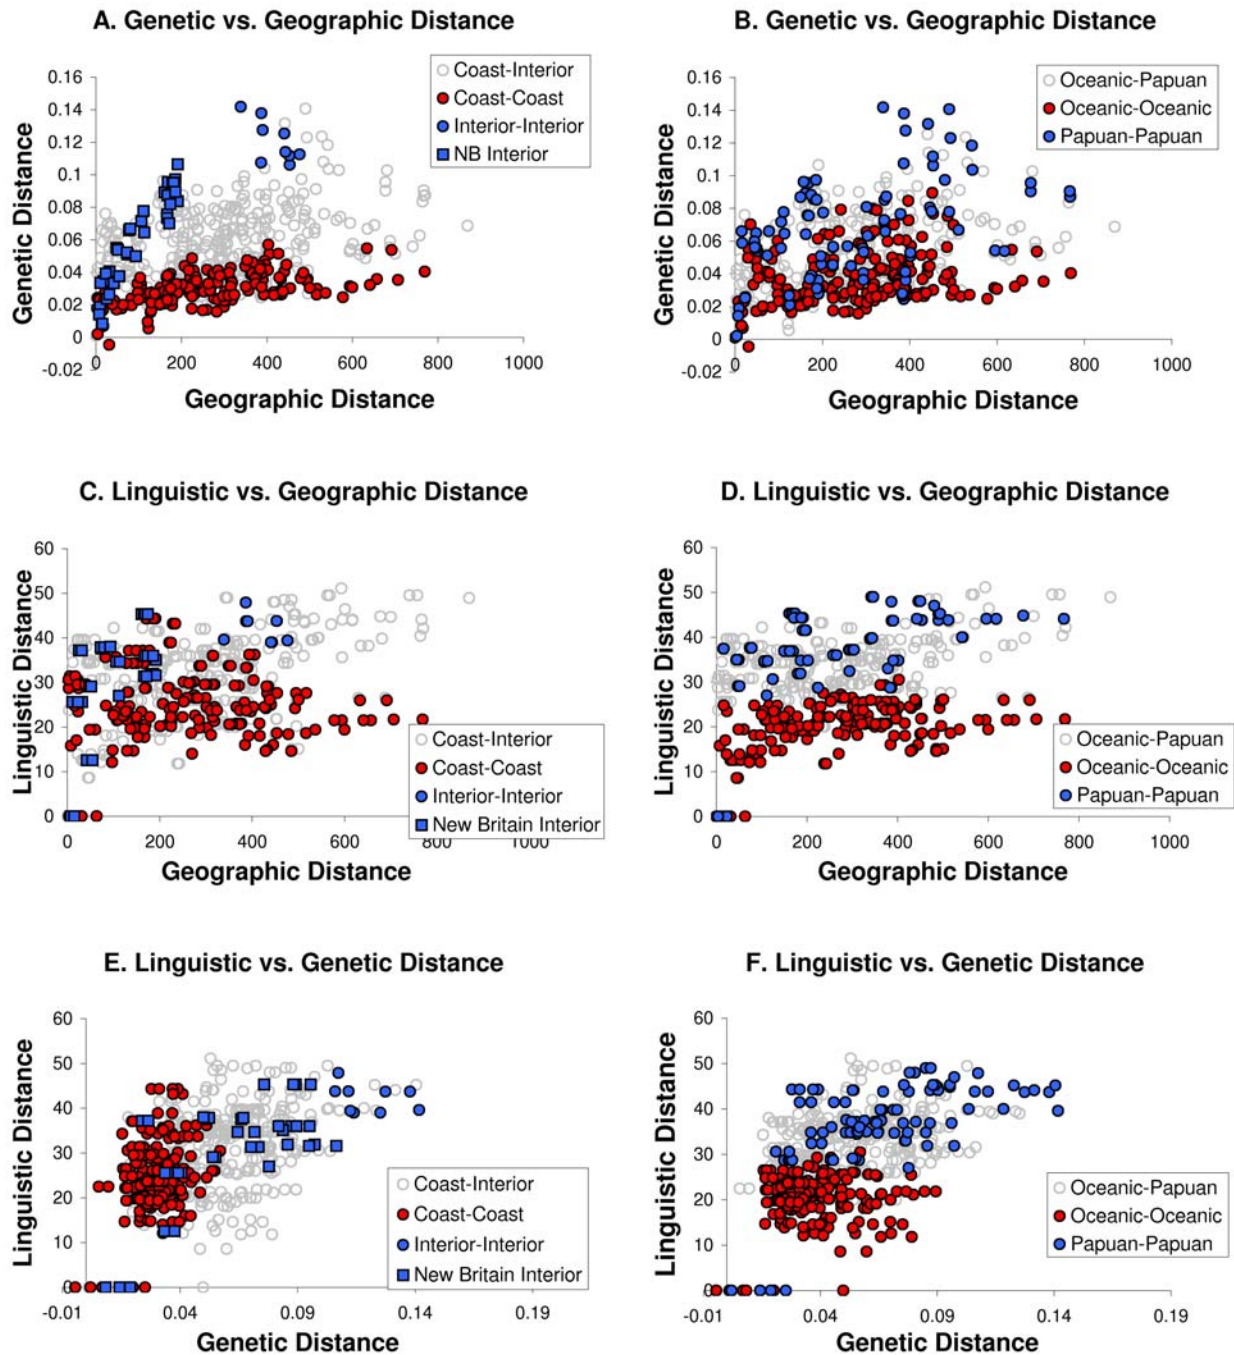 A. Genetic vs. Geographic Distance
Coast-Interior
Coast-Coast
Interior-Interior
NB Interior
0.16
0.14
0.12
0.1
0.08
0.06
0.04
0.02
0
-0.02
Genetic Distance
0
200
400
600
800
1000
Geographic Distance
B. Genetic vs. Geographic Distance
Oceanic-Papuan
Oceanic-Oceanic
Papuan-Papuan
0.16
0.14
0.12
0.1
0.08
0.06
0.04
0.02
0
-0.02
Genetic Distance
0
200
400
600
800
1000
Geographic Distance
C. Linguistic vs. Geographic Distance
60
50
40
30
20
10
0
Linguistic Distance
Coast-Interior
Coast-Coast
Interior-Interior
New Britain Interior
0
200
400
600
800
1000
Geographic Distance
D. Linguistic vs. Geographic Distance
60
50
40
30
20
10
0
Linguistic Distance
Oceanic-Papuan
Oceanic-Oceanic
Papuan-Papuan
0
200
400
600
800
1000
Geographic Distance
E. Linguistic vs. Genetic Distance
60
50
40
30
20
10
0
Linguistic Distance
Coast-Interior
Coast-Coast
Interior-Interior
New Britain Interior
-0.01
0.04
0.09
0.14
0.19
Genetic Distance
F. Linguistic vs. Genetic Distance
60
50
40
30
20
10
0
Linguistic Distance
Oceanic-Papuan
Oceanic-Oceanic
Papuan-Papuan
-0.01
0.04
0.09
0.14
0.19
Genetic Distance